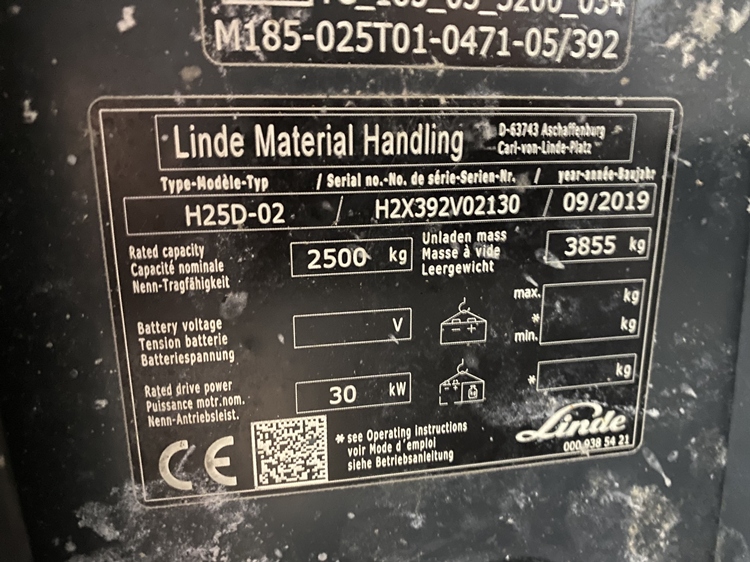 M185-025T01-0471-05/392
Linde Material Handling
D-63743 Aschaffenburg
Carl-von-Linde-Platz
Type-Modèle-Typ / Serial no.-No. de série-Serien-Nr. / year-année-Baujahr
H25D-02 / H2X392V02130 / 09/2019
Rated capacity
Capacité nominale
Nenn-Tragfähigkeit
2500 kg
Unladen mass
Masse à vide
Leergewicht
3855 kg
Battery voltage
Tension batterie
Batteriespannung
V
max. kg
*
min. kg
Rated drive power
Puissance motr.nom.
Nenn-Antriebsleist.
30 kW
* kg
CE
* see Operating instructions
voir Mode d'emploi
siehe Betriebsanleitung
Linde
000 938 54 21